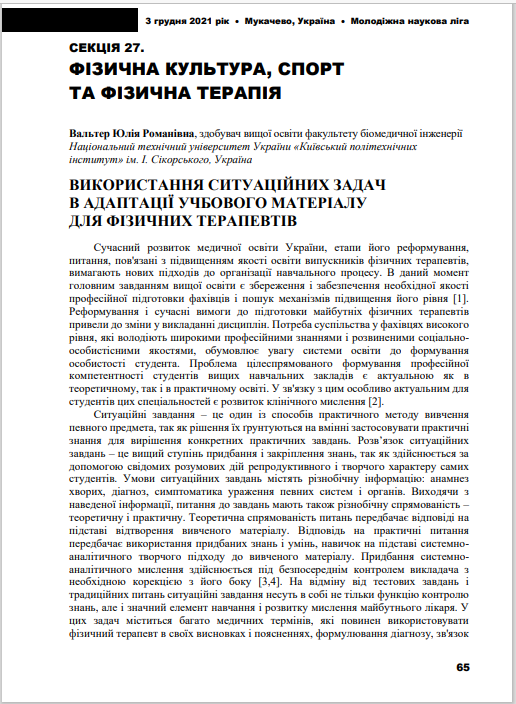 3 грудня 2021 рік ● Мукачево, Україна ● Молодіжна наукова ліга
СЕКЦІЯ 27.
ФІЗИЧНА КУЛЬТУРА, СПОРТ
ТА ФІЗИЧНА ТЕРАПІЯ
Вальтер Юлія Романівна, здобувач вищої освіти факультету біомедичної інженерії
Національний технічний університет України «Київський політехнічних
інститут» ім. І. Сікорського, Україна
ВИКОРИСТАННЯ СИТУАЦІЙНИХ ЗАДАЧ
В АДАПТАЦІЇ УЧБОВОГО МАТЕРІАЛУ
ДЛЯ ФІЗИЧНИХ ТЕРАПЕВТІВ
Сучасний розвиток медичної освіти України, етапи його реформування,
питання, пов'язані з підвищенням якості освіти випускників фізичних терапевтів,
вимагають нових підходів до організації навчального процесу. В даний момент
головним завданням вищої освіти є збереження і забезпечення необхідної якості
професійної підготовки фахівців і пошук механізмів підвищення його рівня [1].
Реформування і сучасні вимоги до підготовки майбутніх фізичних терапевтів
привели до зміни у викладанні дисциплін. Потреба суспільства у фахівцях високого
рівня, які володіють широкими професійними знаннями і розвиненими соціально-
особистісними якостями, обумовлює увагу системи освіти до формування
особистості студента. Проблема цілеспрямованого формування професійної
компетентності студентів вищих навчальних закладів є актуальною як в
теоретичному, так і в практичному освіті. У зв'язку з цим особливо актуальним для
студентів цих спеціальностей є розвиток клінічного мислення [2].
Ситуаційні завдання – це один із способів практичного методу вивчення
певного предмета, так як рішення їх ґрунтуються на вмінні застосовувати практичні
знання для вирішення конкретних практичних завдань. Розв’язок ситуаційних
завдань – це вищий ступінь придбання і закріплення знань, так як здійснюється за
допомогою свідомих розумових дій репродуктивного і творчого характеру самих
студентів. Умови ситуаційних завдань містять різнобічну інформацію: анамнез
хворих, діагноз, симптоматика ураження певних систем і органів. Виходячи з
наведеної інформації, питання до завдань мають також різнобічну спрямованість –
теоретичну і практичну. Теоретична спрямованість питань передбачає відповіді на
підставі відтворення вивченого матеріалу. Відповідь на практичні питання
передбачає використання придбаних знань і умінь, навичок на підставі системно-
аналітичного творчого підходу до вивченого матеріалу. Придбання системно-
аналітичного мислення здійснюється під безпосереднім контролем викладача з
необхідною корекцією з його боку [3,4]. На відміну від тестових завдань і
традиційних питань ситуаційні завдання несуть в собі не тільки функцію контролю
знань, але і значний елемент навчання і розвитку мислення майбутнього лікаря. У
цих задач міститься багато медичних термінів, які повинен використовувати
фізичний терапевт в своїх висновках і поясненнях, формулювання діагнозу, зв'язок
65